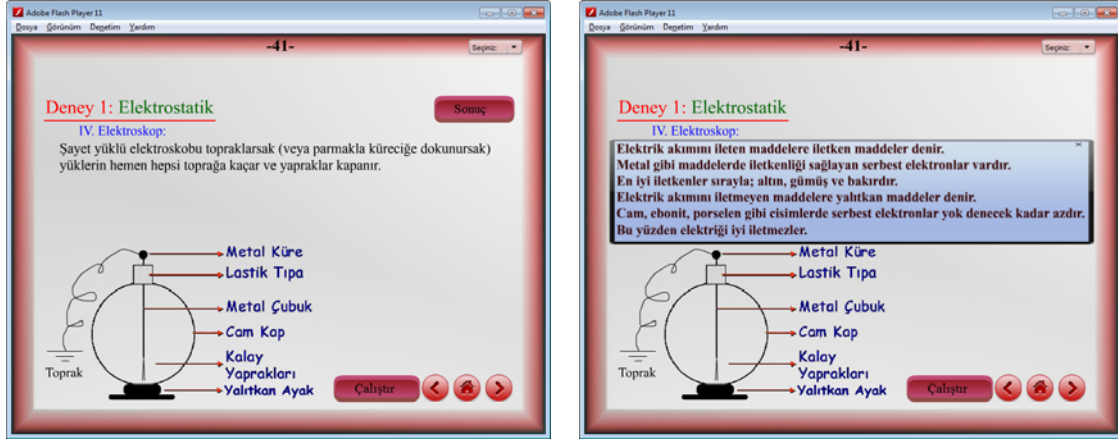 Adobe Flash Player 11
Dosya Görünüm Denetim Yardım
-41-
Seçiniz:
Deney 1: Elektrostatik
Sonuç
IV. Elektroskop:
Şayet yüklü elektroskobu topraklarsak (veya parmakla küreciğe dokunursak)
yüklerin hemen hepsi toprağa kaçar ve yapraklar kapanır.
Metal Küre
Lastik Tıpa
Metal Çubuk
Cam Kap
Kalay
Yaprakları
Toprak
Yalıtkan Ayak
Çalıştır
Adobe Flash Player 11
Dosya Görünüm Denetim Yardım
-41-
Seçiniz:
Deney 1: Elektrostatik
IV. Elektroskop:
Elektrik akımını ileten maddelere iletken maddeler denir.
Metal gibi maddelerde iletkenliği sağlayan serbest elektronlar vardır.
En iyi iletkenler sırayla; altın, gümüş ve bakırdır.
Elektrik akımını iletmeyen maddelere yalıtkan maddeler denir.
Cam, ebonit, porselen gibi cisimlerde serbest elektronlar yok denecek kadar azdır.
Bu yüzden elektriği iyi iletmezler.
Metal Küre
Lastik Tıpa
Metal Çubuk
Cam Kap
Kalay
Yaprakları
Toprak
Yalıtkan Ayak
Çalıştır